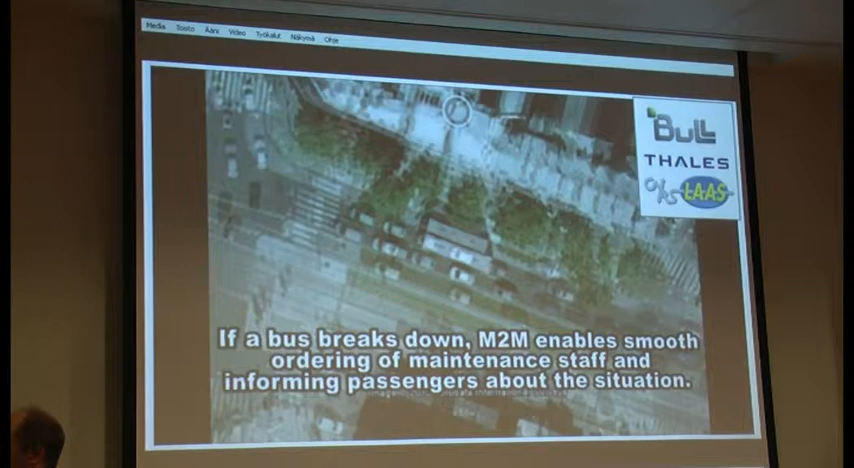 Media Toisto Ääni Video Työkalut Näkymä Ohje
Bull
THALES
LAAS
If a bus breaks down, M2M enables smooth
ordering of maintenance staff and
informing passengers about the situation.